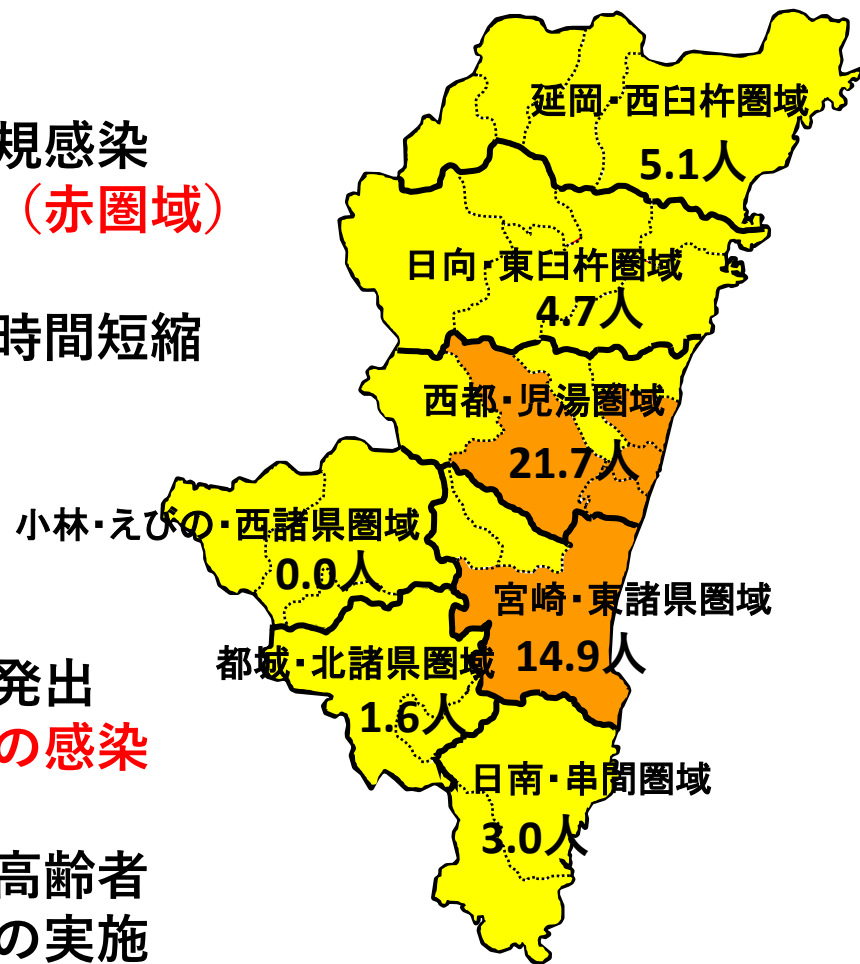 規感染
（赤圏域）
時間短縮
発出
の感染
高齢者
の実施
延岡・西臼杵圏域
5.1人
日向・東臼杵圏域
4.7人
西都・児湯圏域
21.7人
小林・えびの・西諸県圏域
0.0人
宮崎・東諸県圏域
14.9人
都城・北諸県圏域
1.6人
日南・串間圏域
3.0人